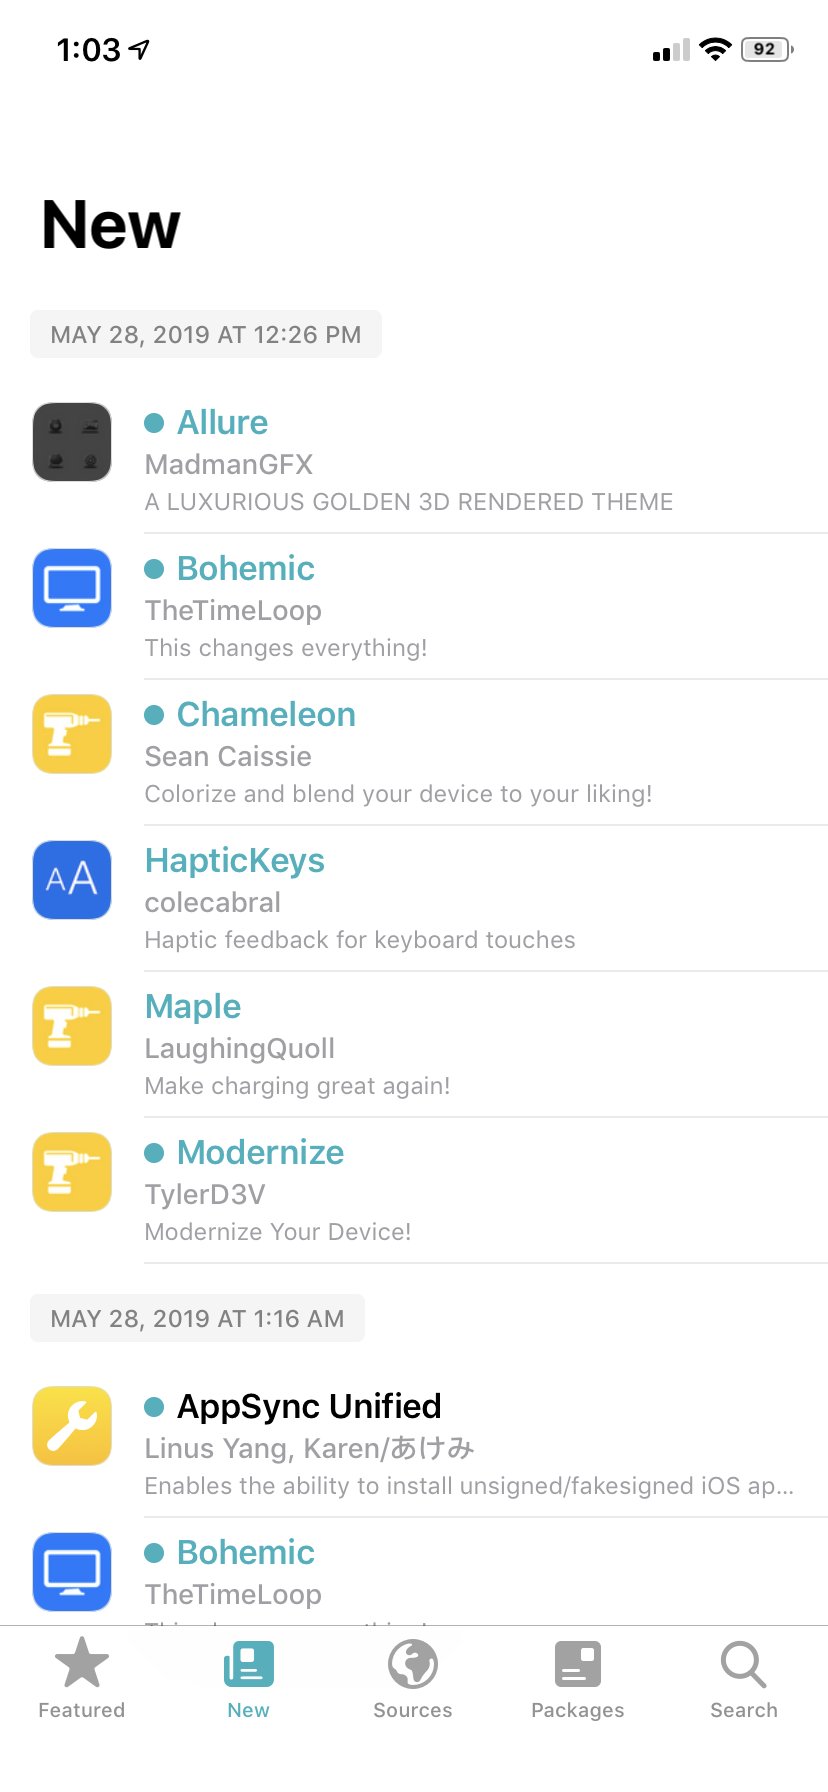 1:03
92
New
MAY 28, 2019 AT 12:26 PM
Allure
MadmanGFX
A LUXURIOUS GOLDEN 3D RENDERED THEME
Bohemic
TheTimeLoop
This changes everything!
Chameleon
Sean Caissie
Colorize and blend your device to your liking!
AA
HapticKeys
colecabral
Haptic feedback for keyboard touches
Maple
LaughingQuoll
Make charging great again!
Modernize
TylerD3V
Modernize Your Device!
MAY 28, 2019 AT 1:16 AM
AppSync Unified
Linus Yang, Karen/あけみ
Enables the ability to install unsigned/fakesigned iOS ap...
Bohemic
TheTimeLoop
Featured
New
Sources
Packages
Search